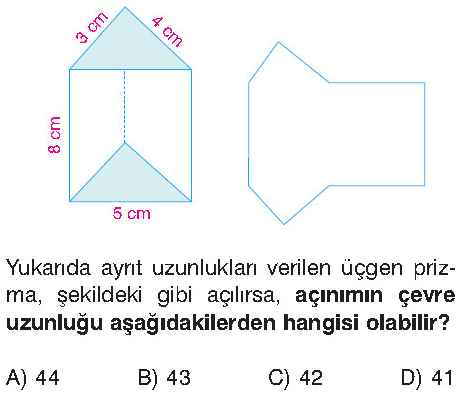 3 cm
4 cm
8 cm
5 cm
Yukarıda ayrıt uzunlukları verilen üçgen priz-
ma, şekildeki gibi açılırsa, açınımın çevre
uzunluğu aşağıdakilerden hangisi olabilir?
A) 44 B) 43 C) 42 D) 41